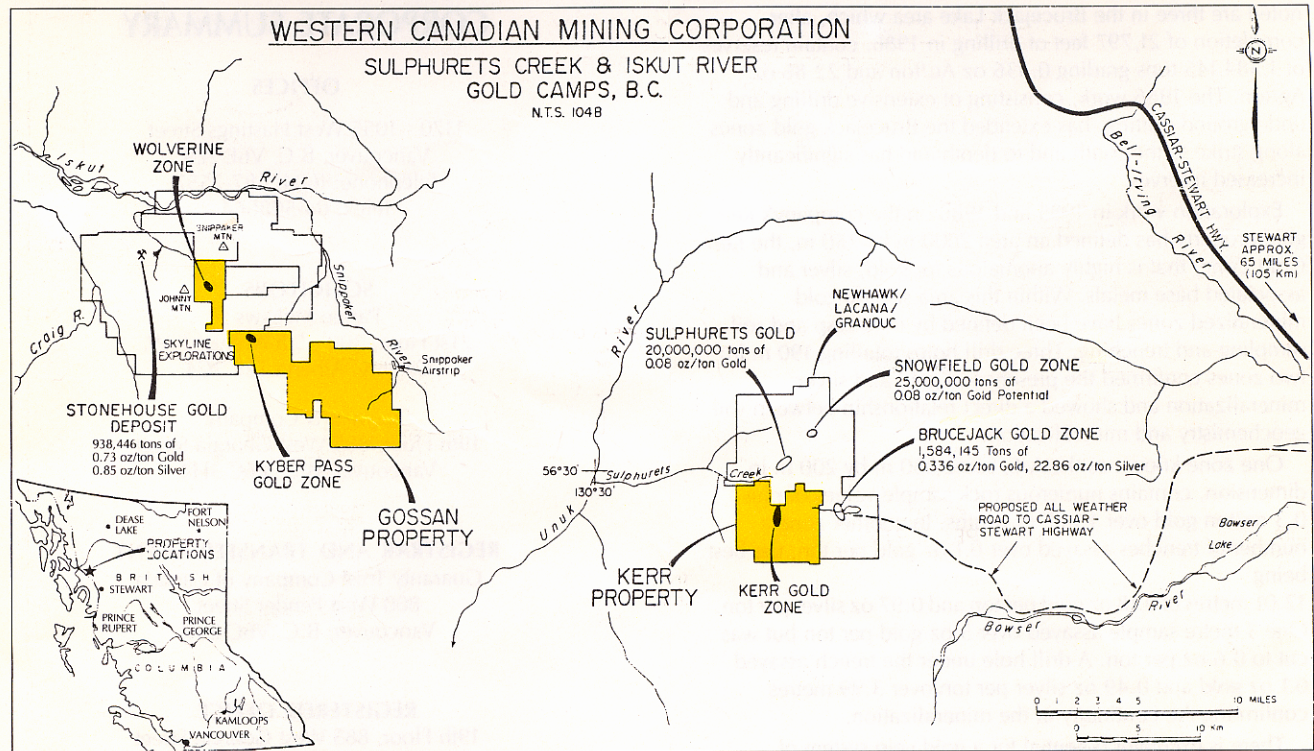 WESTERN CANADIAN MINING CORPORATION
SULPHURETS CREEK & ISKUT RIVER
GOLD CAMPS, B.C.
N.T.S. 104B
N
WOLVERINE
ZONE
Iskut River
SNIPPAKER
MTN.
JOHNNY
MTN.
Snippaker
River
Craig R.
SKYLINE
EXPLORATIONS
Snippaker
Airstrip
STONEHOUSE GOLD
DEPOSIT
938,446 tons of
0.73 oz/ton Gold
0.85 oz/ton Silver
KYBER PASS
GOLD ZONE
GOSSAN
PROPERTY
CASSIAR-STEWART HWY.
Bell-Irving
River
STEWART
APPROX.
65 MILES
(105 Km)
NEWHAWK/
LACANA/
GRANDUC
SULPHURETS GOLD
20,000,000 tons of
0.08 oz/ton Gold
SNOWFIELD GOLD ZONE
25,000,000 tons of
0.08 oz/ton Gold Potential
BRUCEJACK GOLD ZONE
1,584,145 Tons of
0.336 oz/ton Gold, 22.86 oz/ton Silver
River
56°30'
130°30'
Sulphurets Creek
Unuk
PROPOSED ALL WEATHER
ROAD TO CASSIAR-
STEWART HIGHWAY
Bowser
Lake
KERR
PROPERTY
KERR GOLD
ZONE
Bowser River
DEASE
LAKE
FORT
NELSON
PROPERTY
LOCATIONS
BRITISH
STEWART
PRINCE
RUPERT
PRINCE
GEORGE
COLUMBIA
KAMLOOPS
VANCOUVER
0 1 2 3 4 5 10 MILES
0 5 10 Km